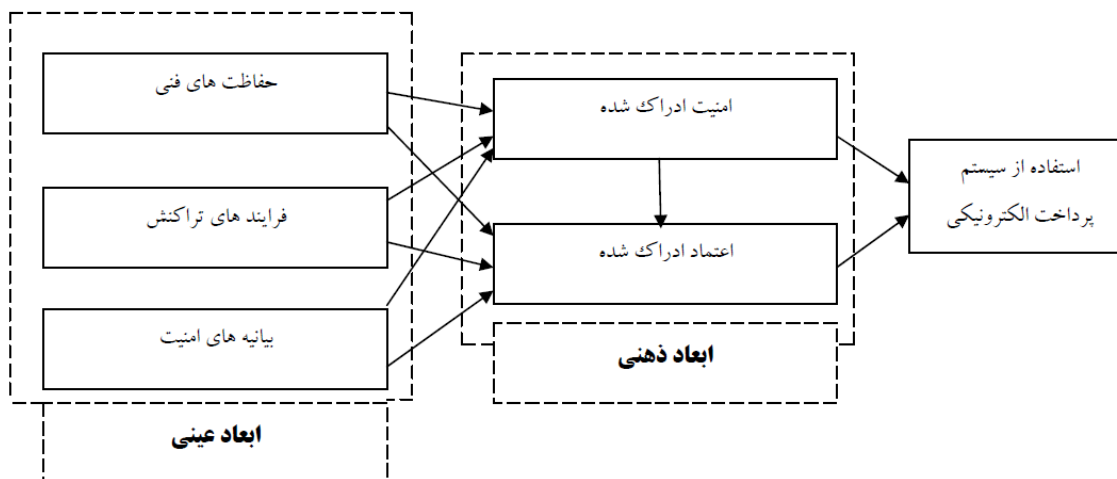 حفاظت های فنی
فرایند های تراکنش
بیانیه های امنیت
ابعاد عینی
امنیت ادراک شده
اعتماد ادراک شده
ابعاد ذهنی
استفاده از سیستم
پرداخت الکترونیکی